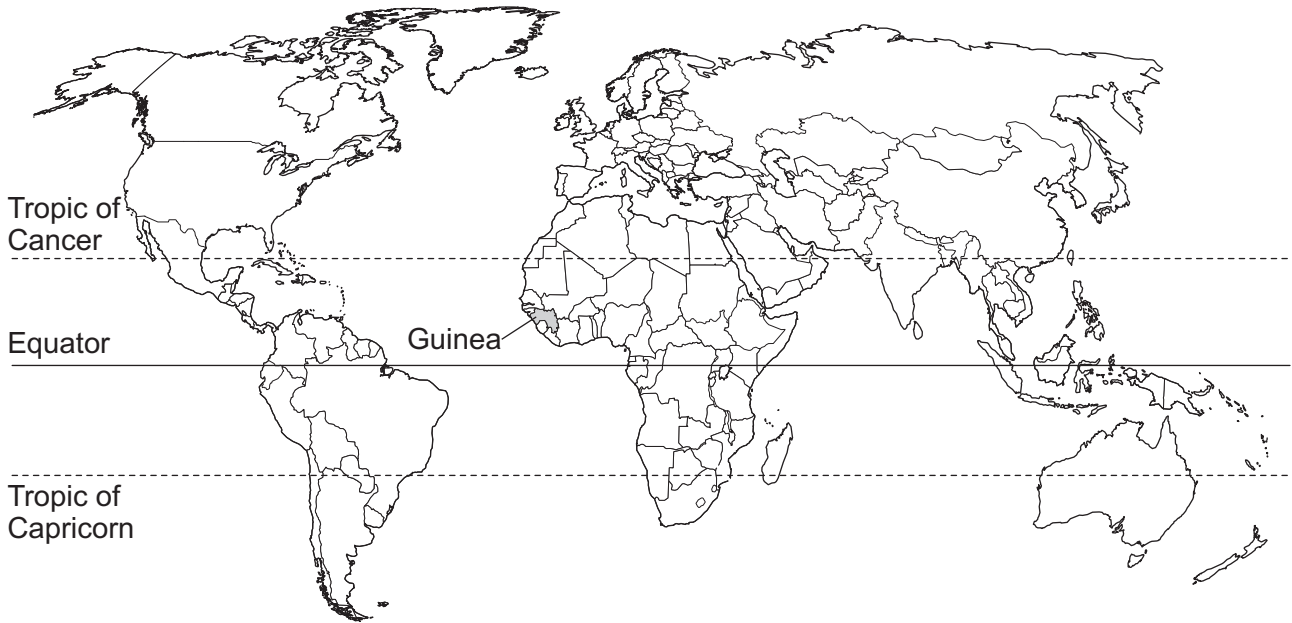 Tropic of
Cancer
Equator
Guinea
Tropic of
Capricorn